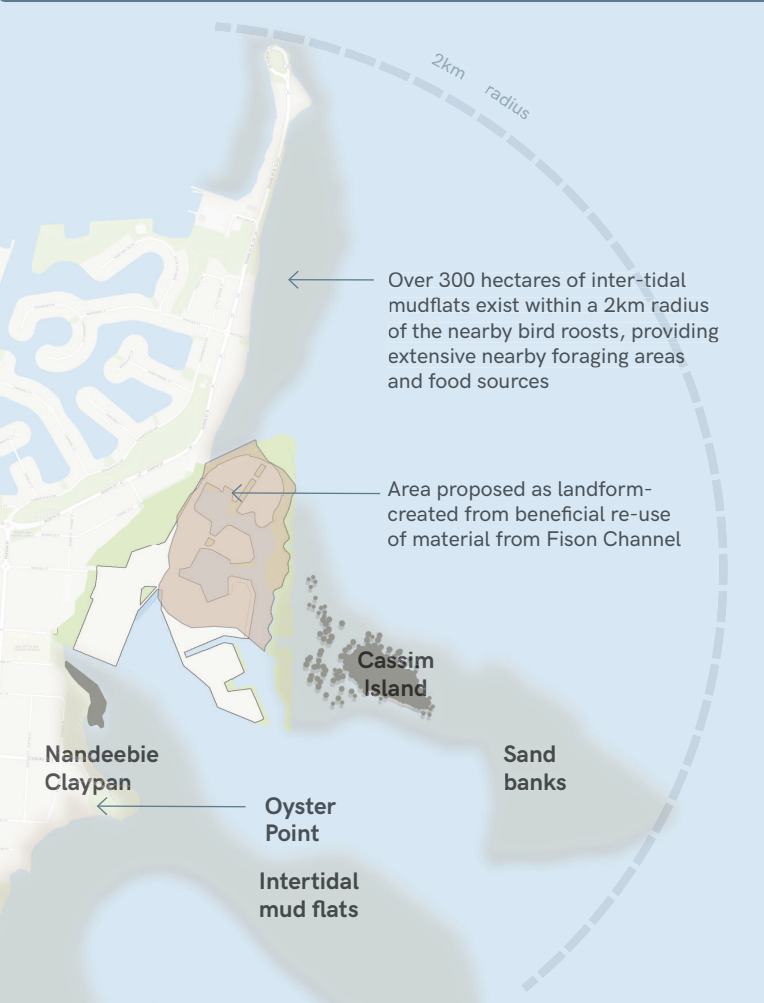 2km radius
Over 300 hectares of inter-tidal
mudflats exist within a 2km radius
of the nearby bird roosts, providing
extensive nearby foraging areas
and food sources
Area proposed as landform-
created from beneficial re-use
of material from Fison Channel
Cassim
Island
Nandeebie
Claypan
Sand
banks
Oyster
Point
Intertidal
mud flats